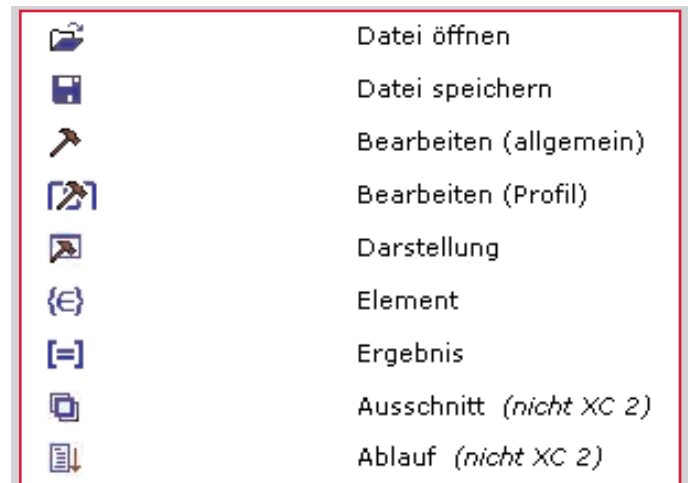 Datei öffnen
Datei speichern
Bearbeiten (allgemein)
Bearbeiten (Profil)
Darstellung
{∈} Element
[=] Ergebnis
Ausschnitt (nicht XC 2)
Ablauf (nicht XC 2)